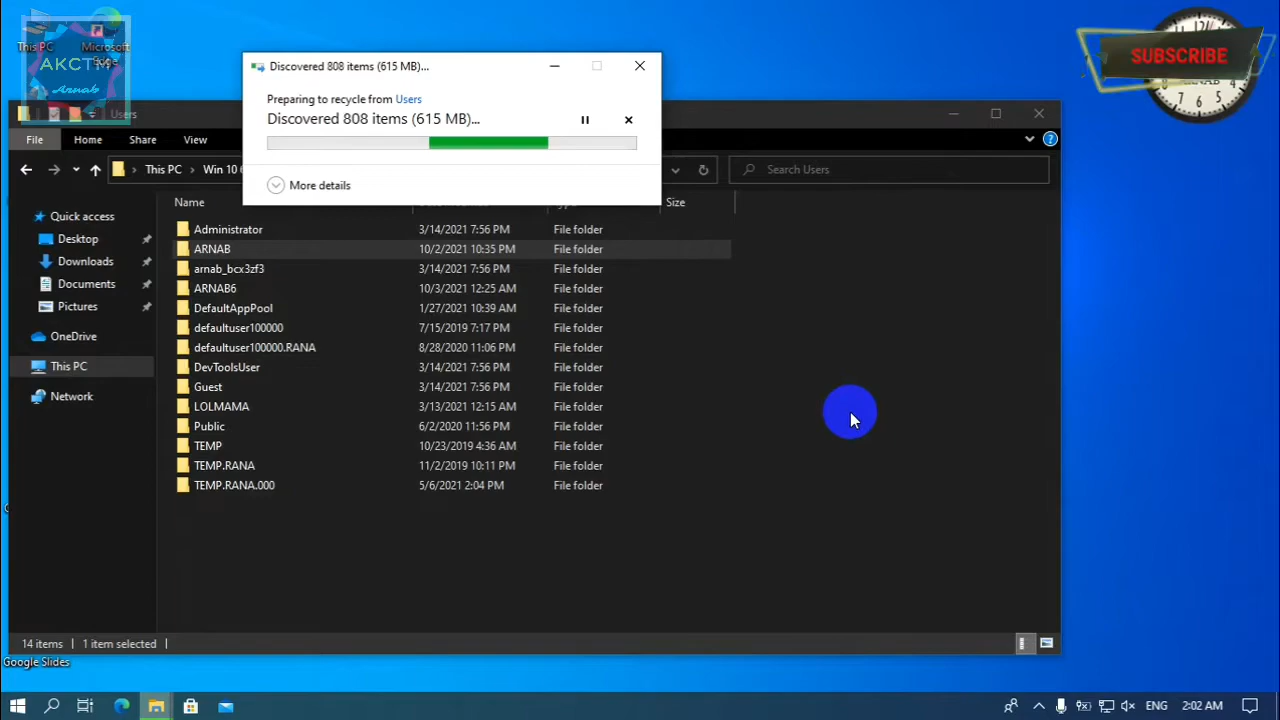 This PC
Microsoft
Edge
AKCTH
Arnab
SUBSCRIBE
Discovered 808 items (615 MB)...
Preparing to recycle from Users
Discovered 808 items (615 MB)...
More details
Users
File Home Share View
This PC Win 10 6
Search Users
Name Size
Quick access
Desktop
Downloads
Documents
Pictures
OneDrive
This PC
Network
Administrator 3/14/2021 7:56 PM File folder
ARNAB 10/2/2021 10:35 PM File folder
arnab_bcx3zf3 3/14/2021 7:56 PM File folder
ARNAB6 10/3/2021 12:25 AM File folder
DefaultAppPool 1/27/2021 10:39 AM File folder
defaultuser100000 7/15/2019 7:17 PM File folder
defaultuser100000.RANA 8/28/2020 11:06 PM File folder
DevToolsUser 3/14/2021 7:56 PM File folder
Guest 3/14/2021 7:56 PM File folder
LOLMAMA 3/13/2021 12:15 AM File folder
Public 6/2/2020 11:56 PM File folder
TEMP 10/23/2019 4:36 AM File folder
TEMP.RANA 11/2/2019 10:11 PM File folder
TEMP.RANA.000 5/6/2021 2:04 PM File folder
14 items 1 item selected
Google Slides
ENG 2:02 AM